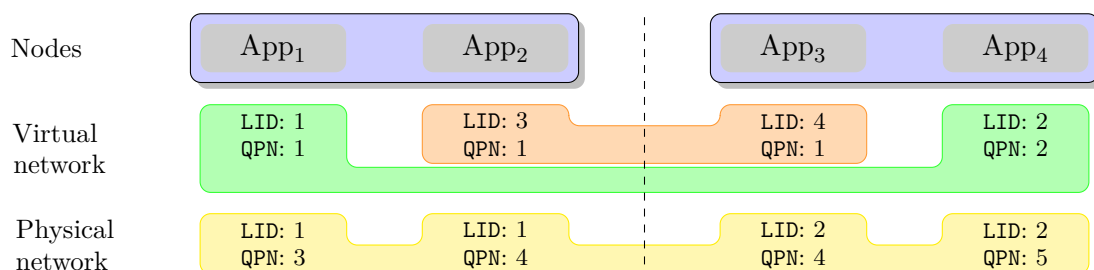 Nodes App₁ App₂ App₃ App₄
Virtual network
LID: 1 LID: 3 LID: 4 LID: 2
QPN: 1 QPN: 1 QPN: 1 QPN: 2
Physical network
LID: 1 LID: 1 LID: 2 LID: 2
QPN: 3 QPN: 4 QPN: 4 QPN: 5